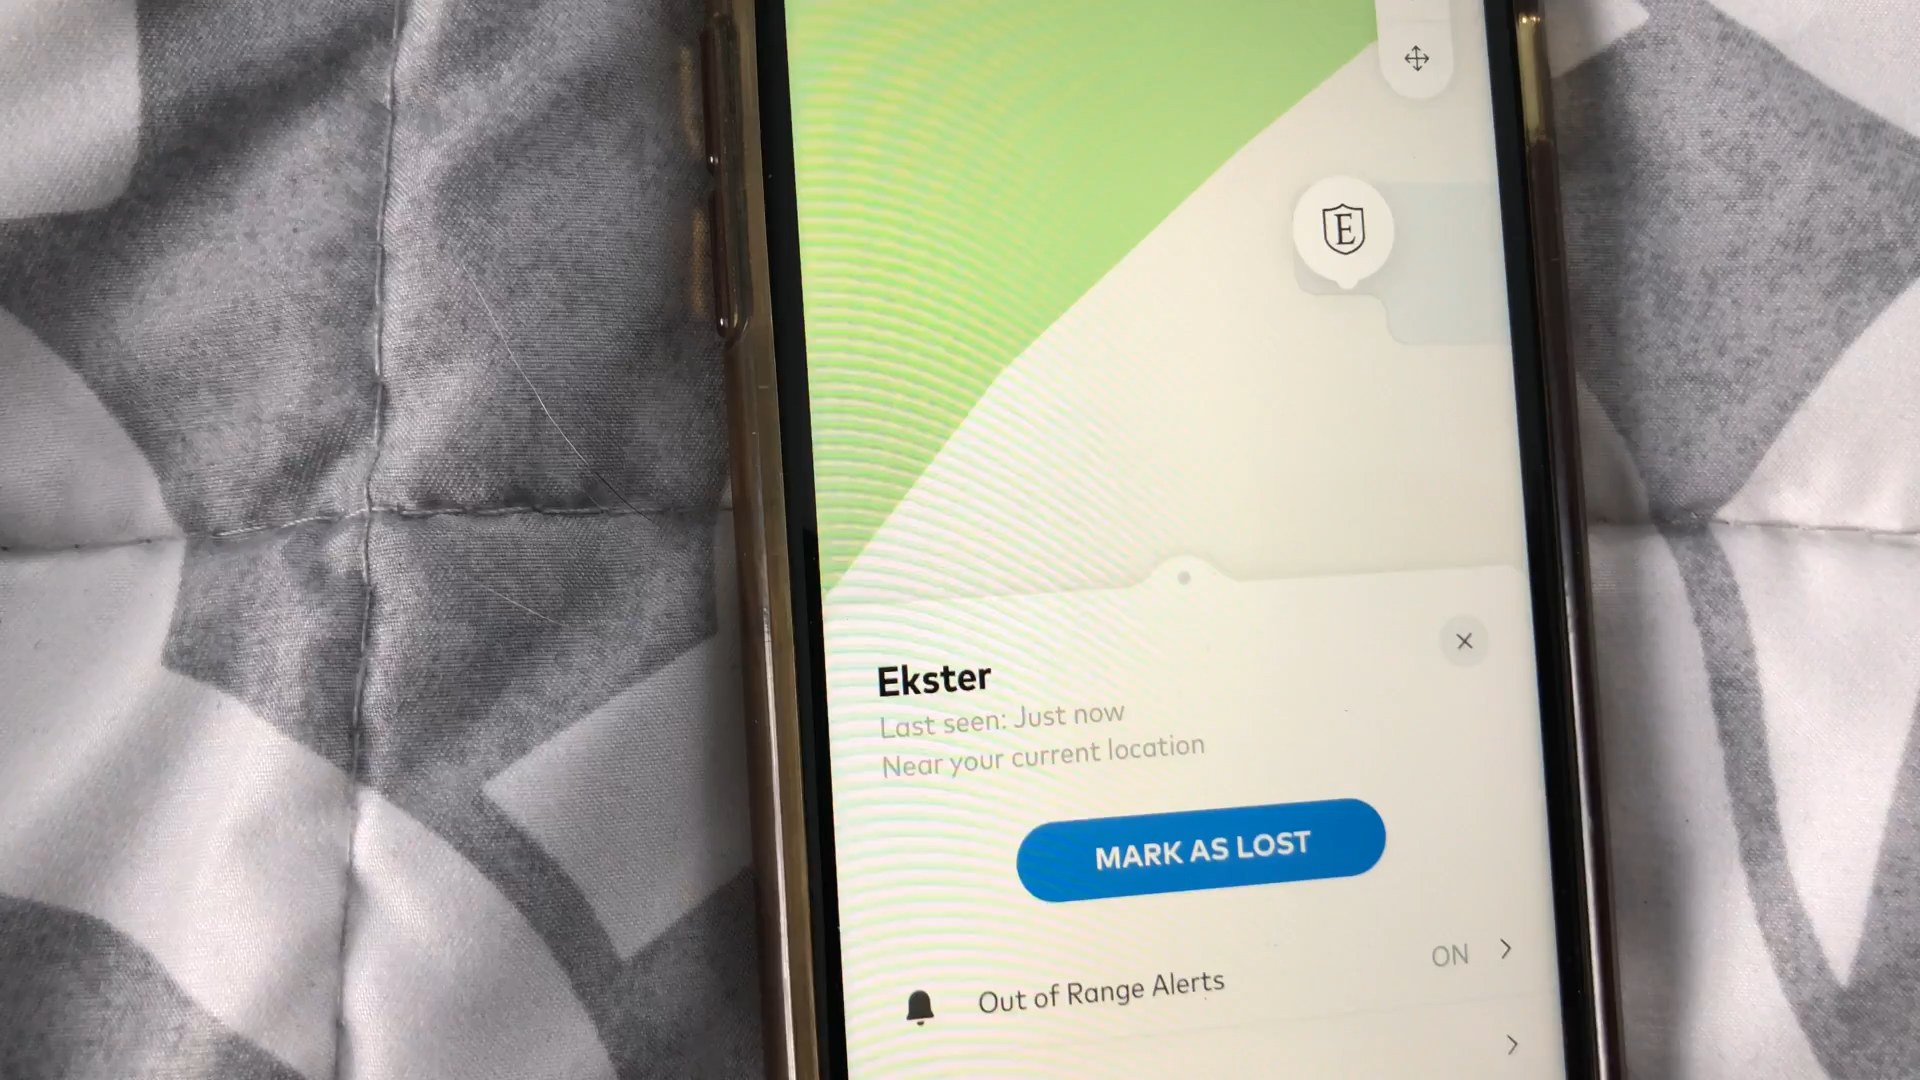 E
Ekster
Last seen: Just now
Near your current location
MARK AS LOST
Out of Range Alerts
ON